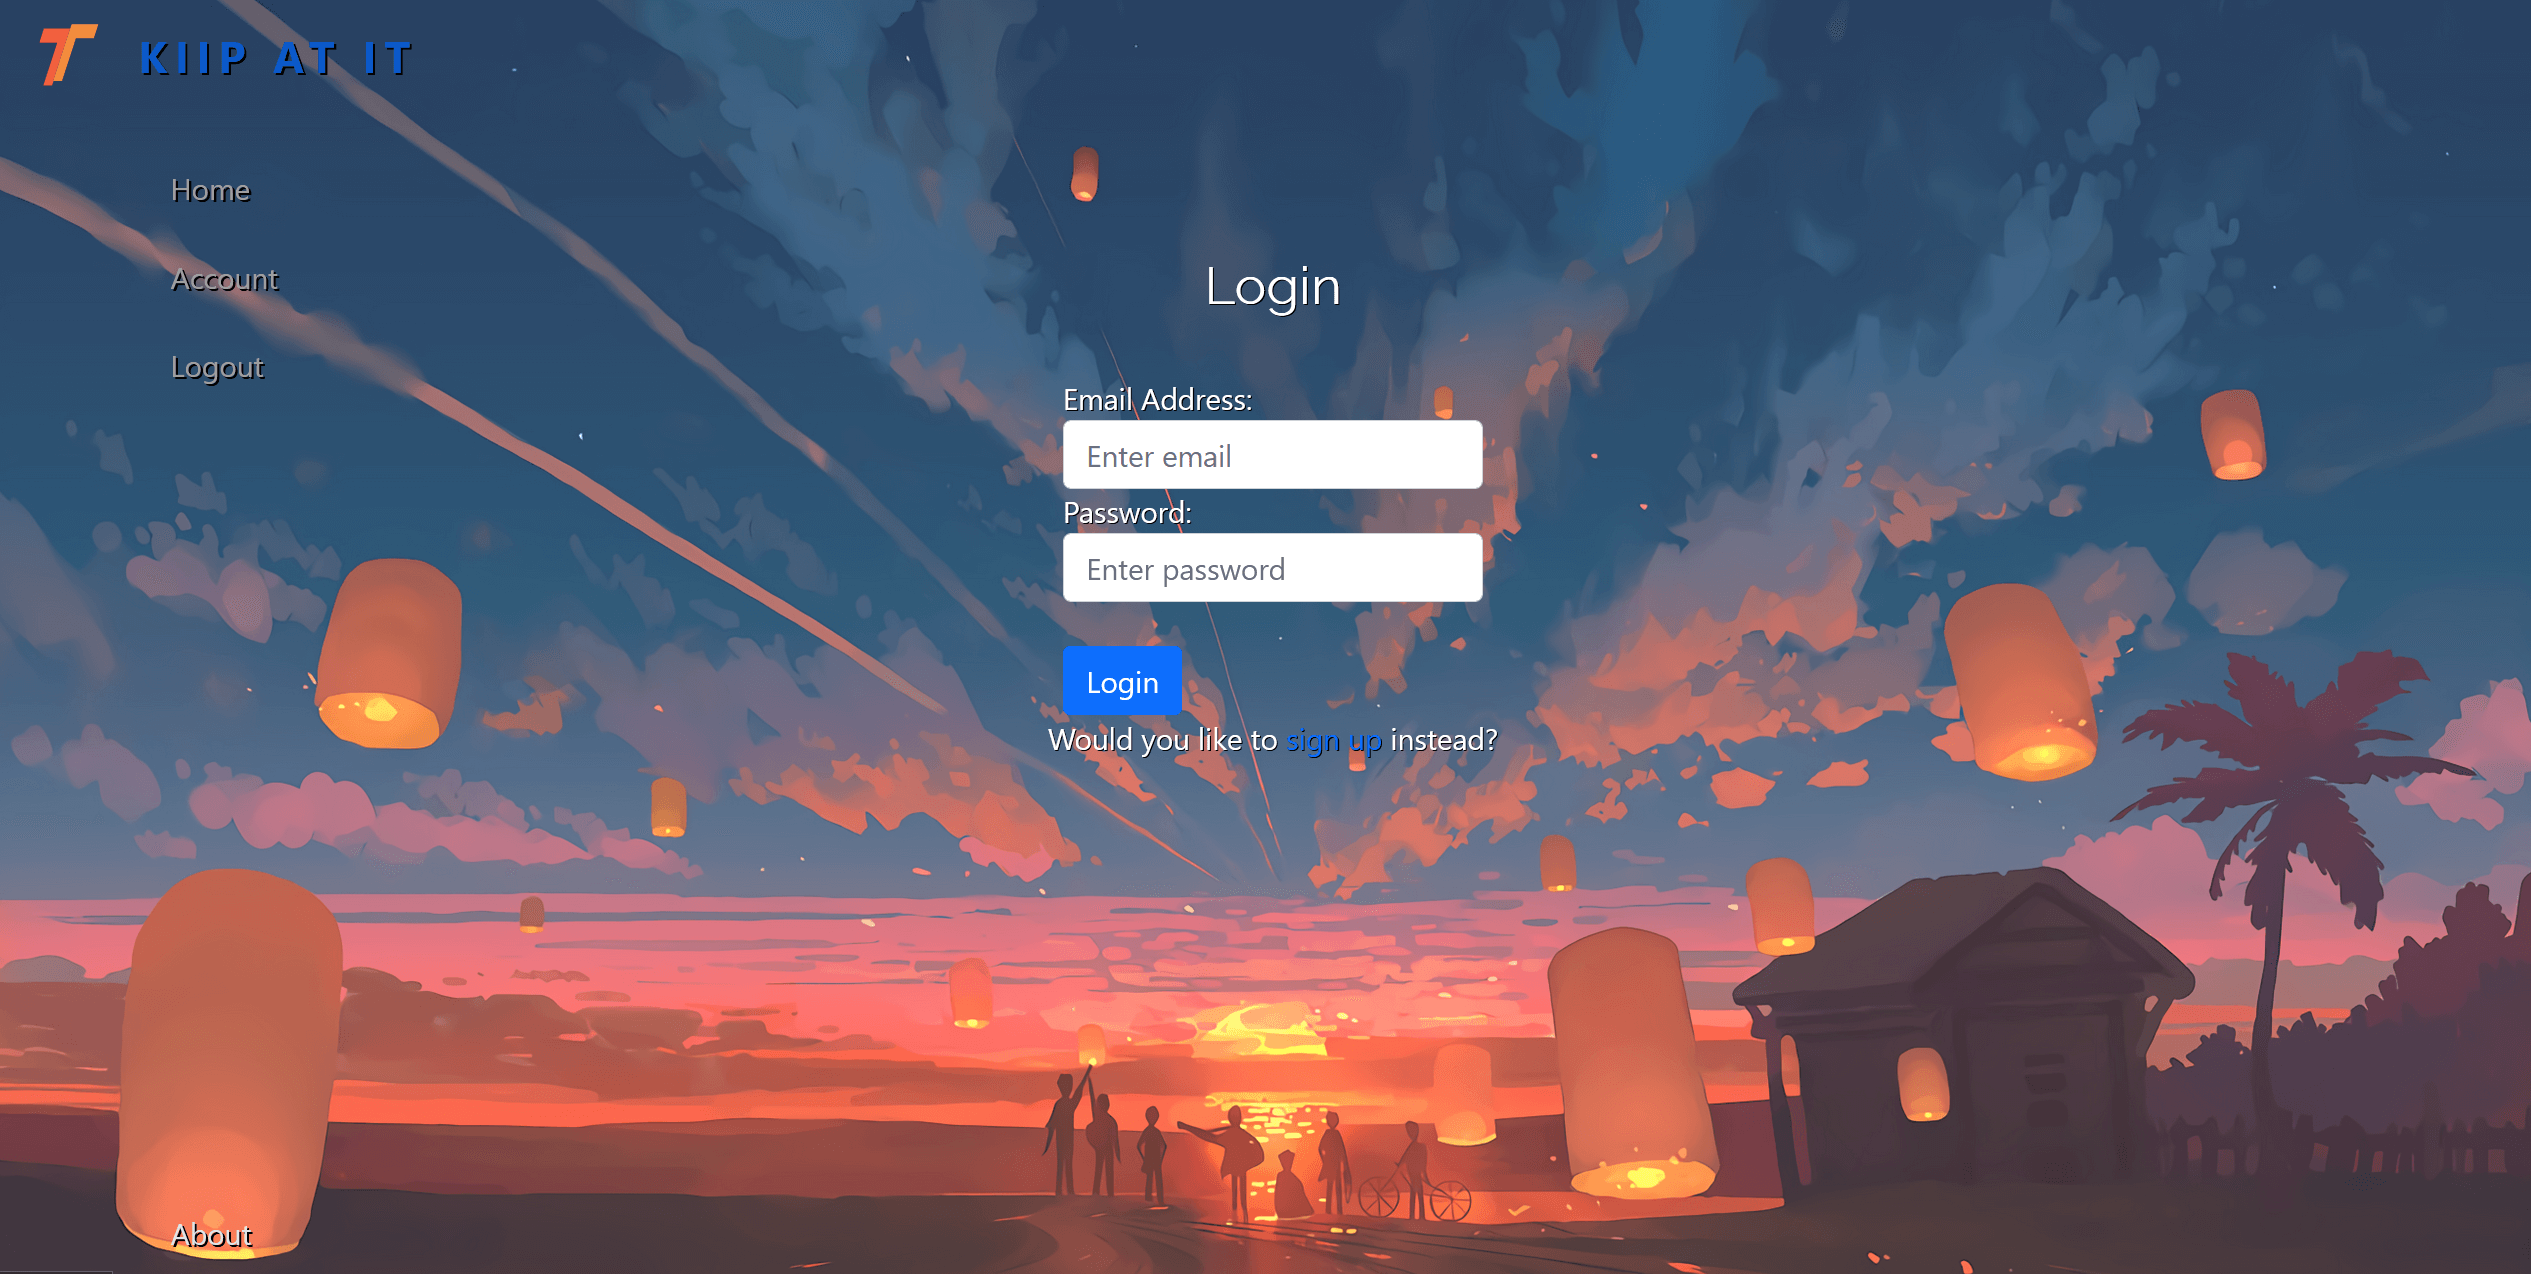 KIIP AT IT
Home
Account
Logout
Login
Email Address:
Enter email
Password:
Enter password
Login
Would you like to sign up instead?
About